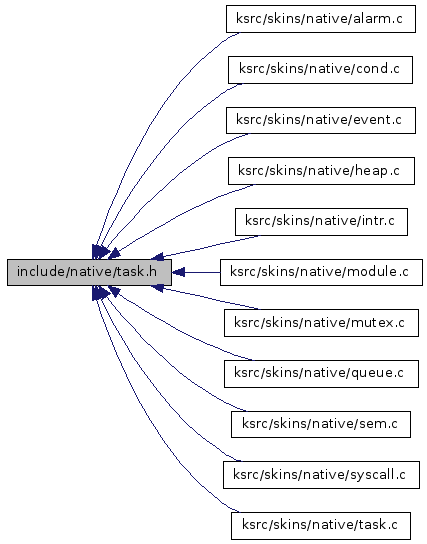 ksrc/skins/native/alarm.c
ksrc/skins/native/cond.c
ksrc/skins/native/event.c
ksrc/skins/native/heap.c
ksrc/skins/native/intr.c
include/native/task.h
ksrc/skins/native/module.c
ksrc/skins/native/mutex.c
ksrc/skins/native/queue.c
ksrc/skins/native/sem.c
ksrc/skins/native/syscall.c
ksrc/skins/native/task.c